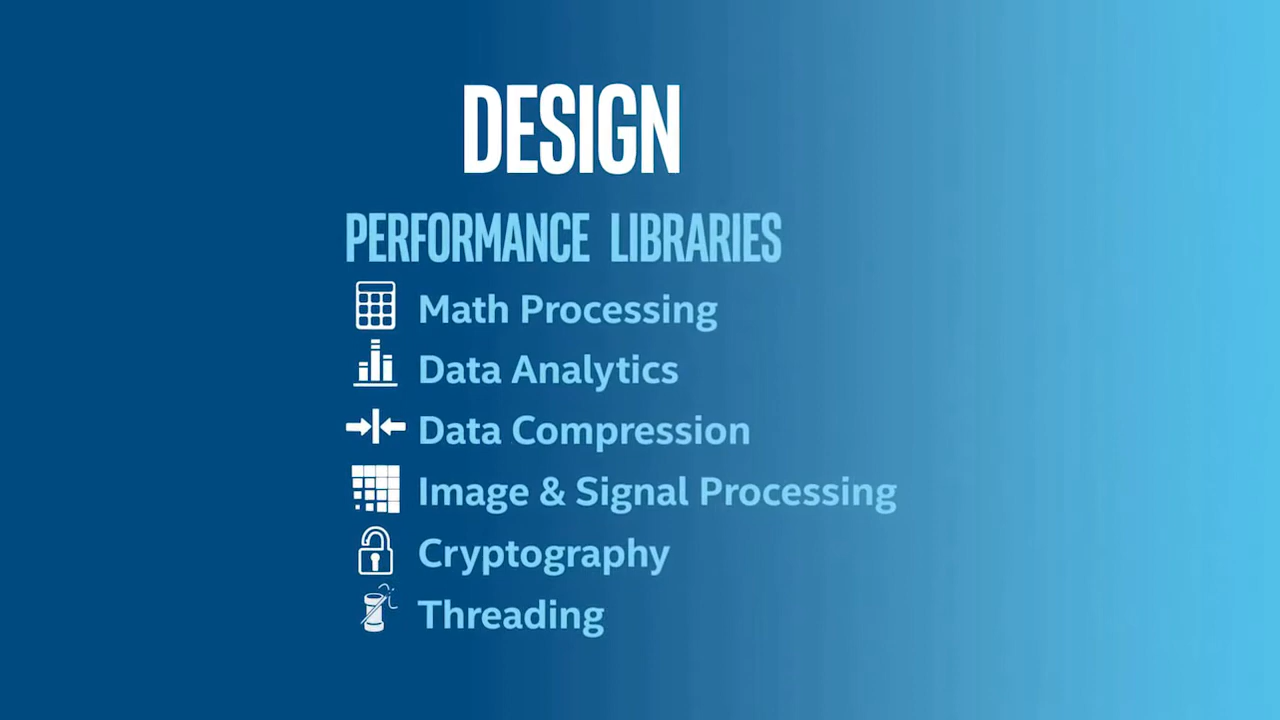 DESIGN
PERFORMANCE LIBRARIES
Math Processing
Data Analytics
Data Compression
Image & Signal Processing
Cryptography
Threading